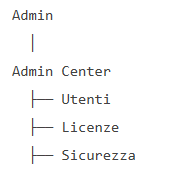 Admin
│
Admin Center
├── Utenti
├── Licenze
├── Sicurezza